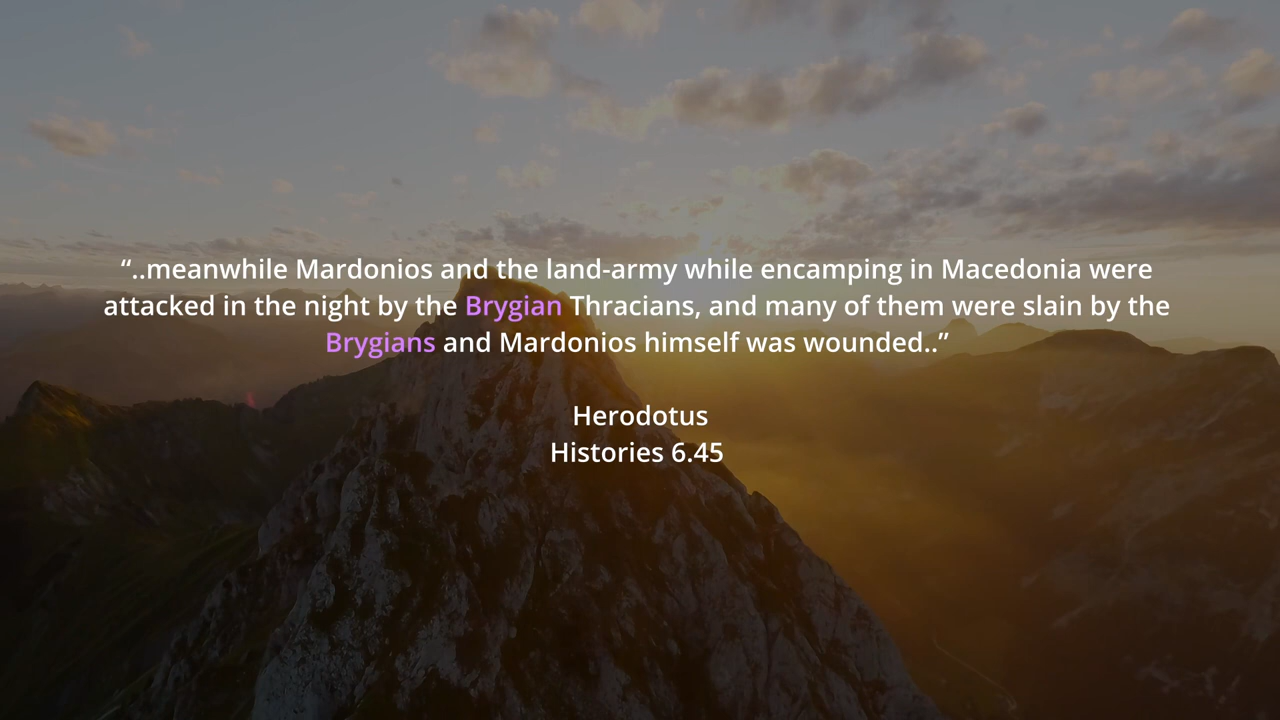 “..meanwhile Mardonios and the land-army while encamping in Macedonia were
attacked in the night by the Brygian Thracians, and many of them were slain by the
Brygians and Mardonios himself was wounded..”
Herodotus
Histories 6.45